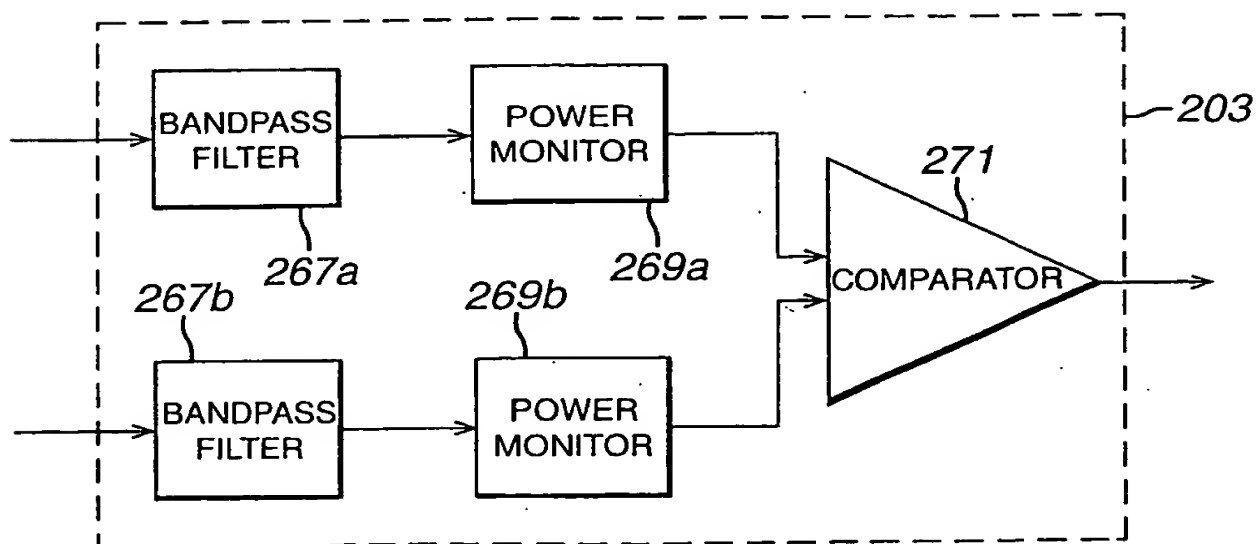 BANDPASS
FILTER
POWER
MONITOR
203
271
267a
269a
COMPARATOR
267b
269b
BANDPASS
FILTER
POWER
MONITOR